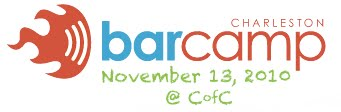 CHARLESTON
barcamp
November 13, 2010
@ CofC